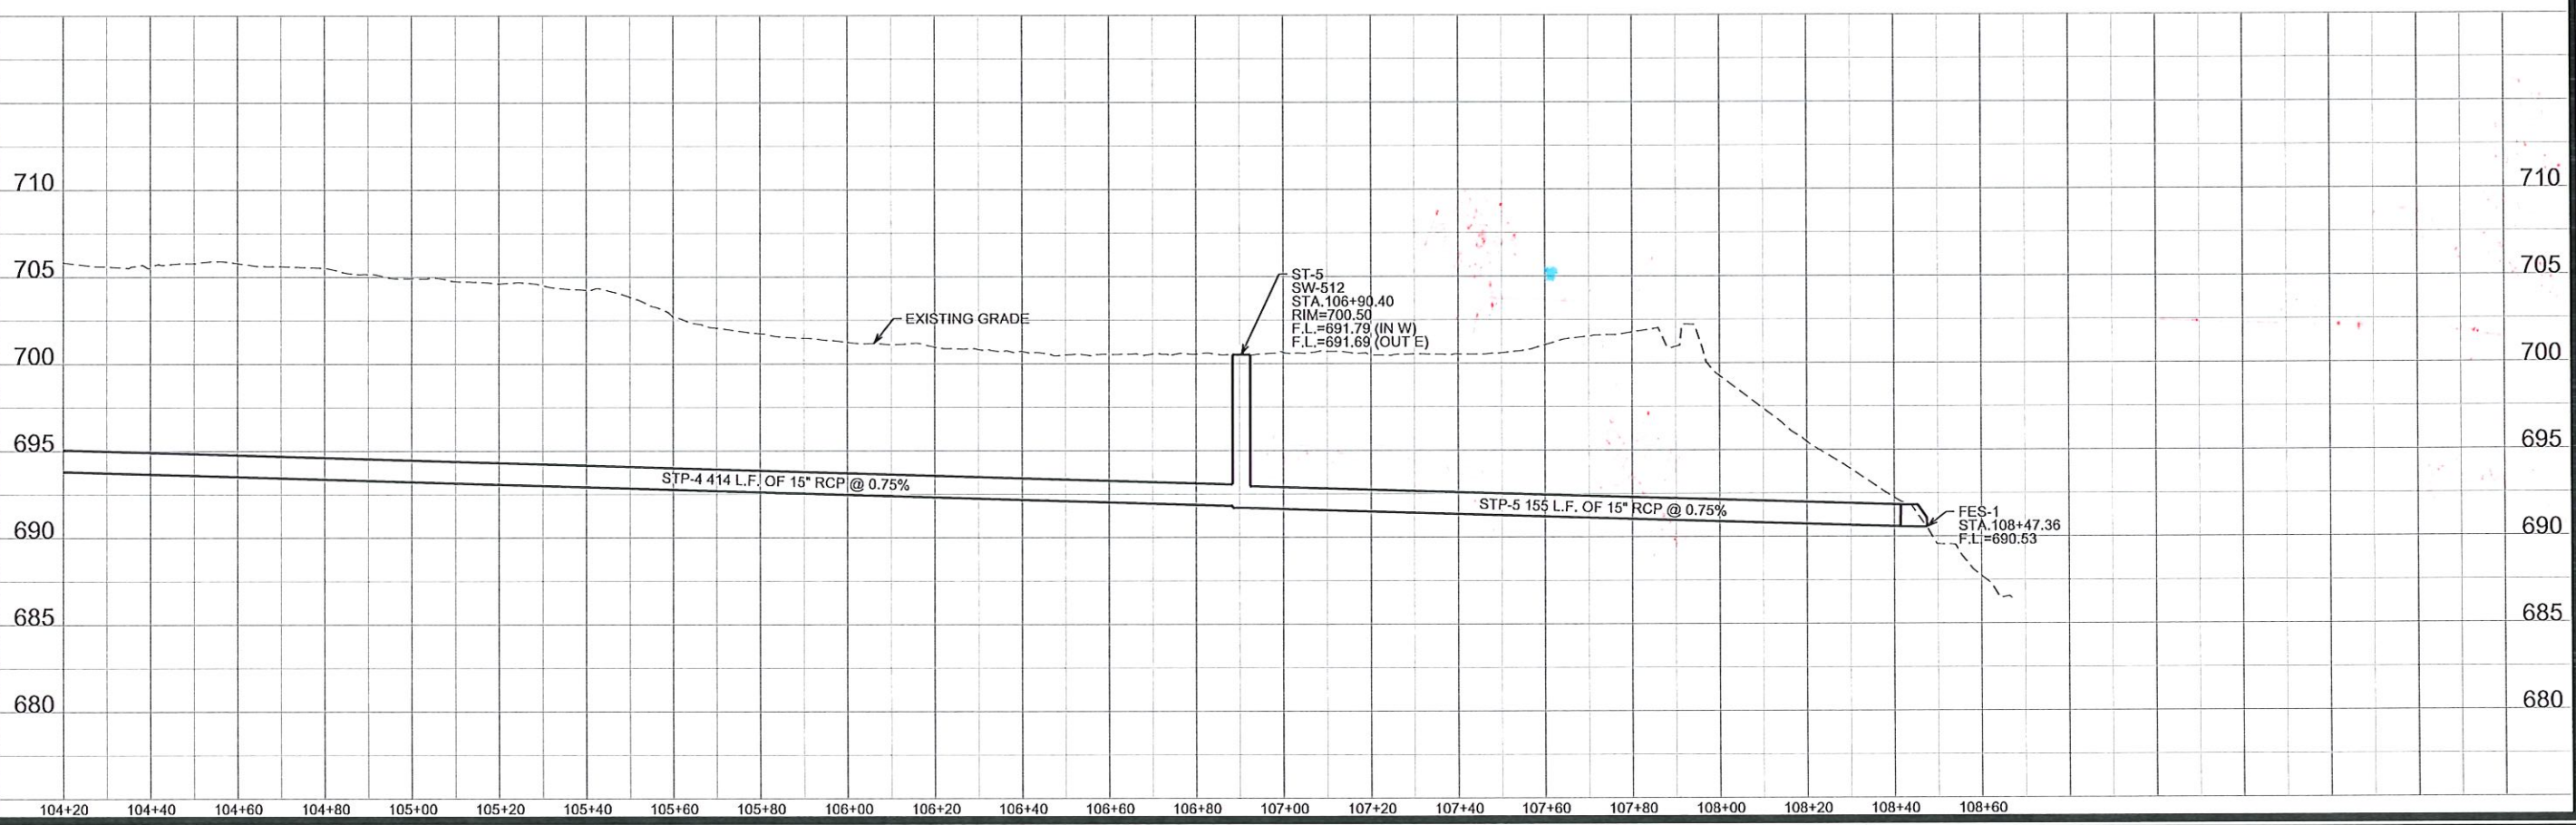 710
705
700
695
690
685
680
710
705
700
695
690
685
680
EXISTING GRADE
ST-5
SW-512
STA.106+90.40
RIM=700.50
F.L.=691.79 (IN W)
F.L.=691.69 (OUT E)
STP-4 414 L.F. OF 15" RCP @ 0.75%
STP-5 155 L.F. OF 15" RCP @ 0.75%
FES-1
STA.108+47.36
F.L.=690.53
104+20 104+40 104+60 104+80 105+00 105+20 105+40 105+60 105+80 106+00 106+20 106+40 106+60 106+80 107+00 107+20 107+40 107+60 107+80 108+00 108+20 108+40 108+60